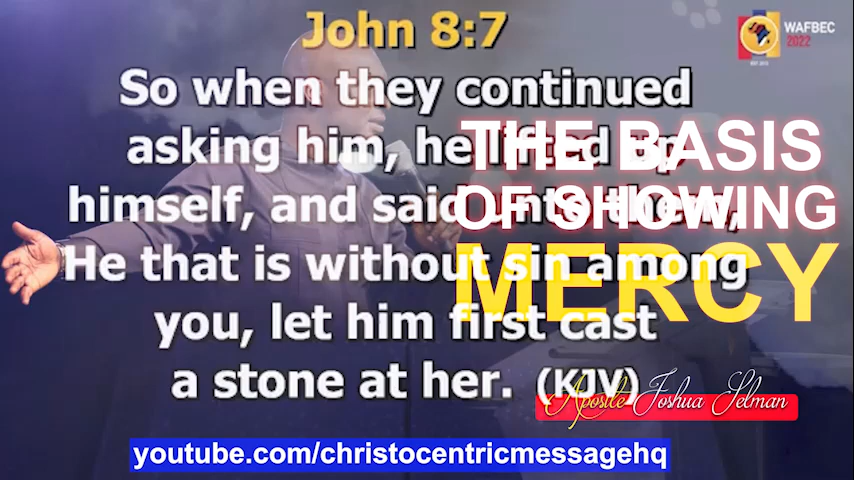 John 8:7
WAFBEC
2022
So when they continued
asking him, he lifted up
himself, and said unto them,
He that is without sin among
you, let him first cast
a stone at her. (KJV)
THE BASIS
OF SHOWING
MERCY
Apostle Joshua Selman
youtube.com/christocentricmessagehq